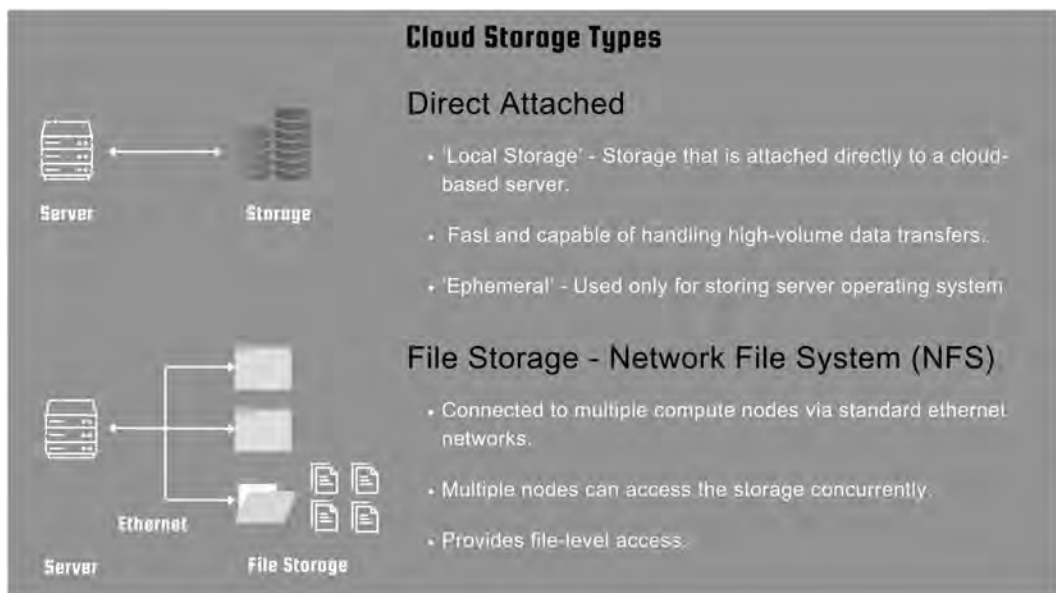 Cloud Storage Types
Direct Attached
• 'Local Storage' - Storage that is attached directly to a cloud-
based server.
• Fast and capable of handling high-volume data transfers.
• 'Ephemeral' - Used only for storing server operating system
Server
Storage
File Storage - Network File System (NFS)
• Connected to multiple compute nodes via standard ethernet
networks.
• Multiple nodes can access the storage concurrently.
• Provides file-level access.
Ethernet
Server
File Storage